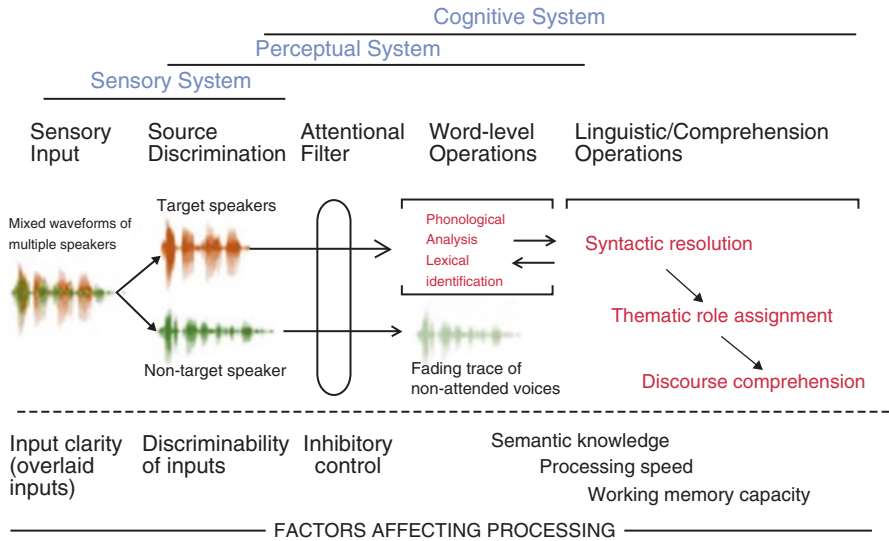 Cognitive System
Perceptual System
Sensory System
Sensory
Input
Source
Discrimination
Attentional
Filter
Word-level
Operations
Linguistic/Comprehension
Operations
Mixed waveforms of
multiple speakers
Target speakers
Non-target speaker
Phonological
Analysis
Lexical
identification
Fading trace of
non-attended voices
Syntactic resolution
Thematic role assignment
Discourse comprehension
Input clarity
(overlaid
inputs)
Discriminability
of inputs
Inhibitory
control
Semantic knowledge
Processing speed
Working memory capacity
FACTORS AFFECTING PROCESSING